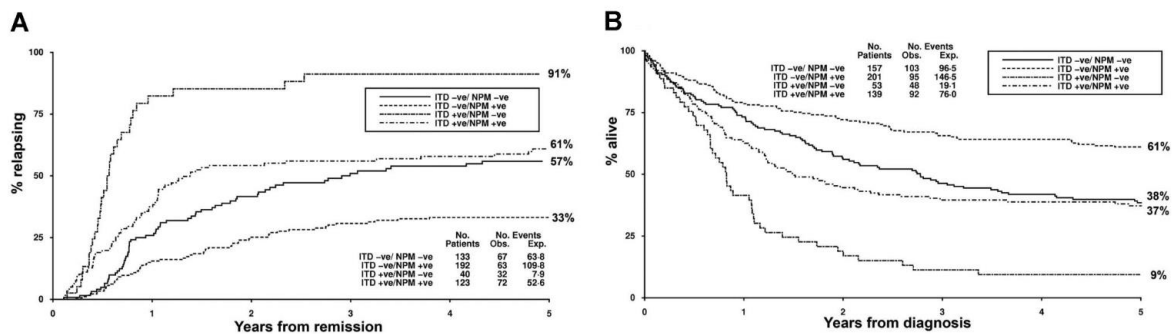 A
100
75
50
25
0
% relapsing
0
1
2
3
4
5
Years from remission
91%
61%
57%
33%
ITD –ve/ NPM –ve
ITD –ve/NPM +ve
ITD +ve/NPM –ve
ITD +ve/NPM +ve
No. No. Events
Patients Obs. Exp.
ITD –ve/ NPM –ve 133 67 63·8
ITD –ve/NPM +ve 192 63 109·8
ITD +ve/NPM –ve 40 32 7·9
ITD +ve/NPM +ve 123 72 52·6
B
100
75
50
25
0
% alive
0
1
2
3
4
5
Years from diagnosis
No. No. Events
Patients Obs. Exp.
ITD –ve/ NPM –ve 157 103 96·5
ITD –ve/NPM +ve 201 95 146·5
ITD +ve/NPM –ve 53 48 19·1
ITD +ve/NPM +ve 139 92 76·0
ITD –ve/ NPM –ve
ITD –ve/NPM +ve
ITD +ve/NPM –ve
ITD +ve/NPM +ve
61%
38%
37%
9%